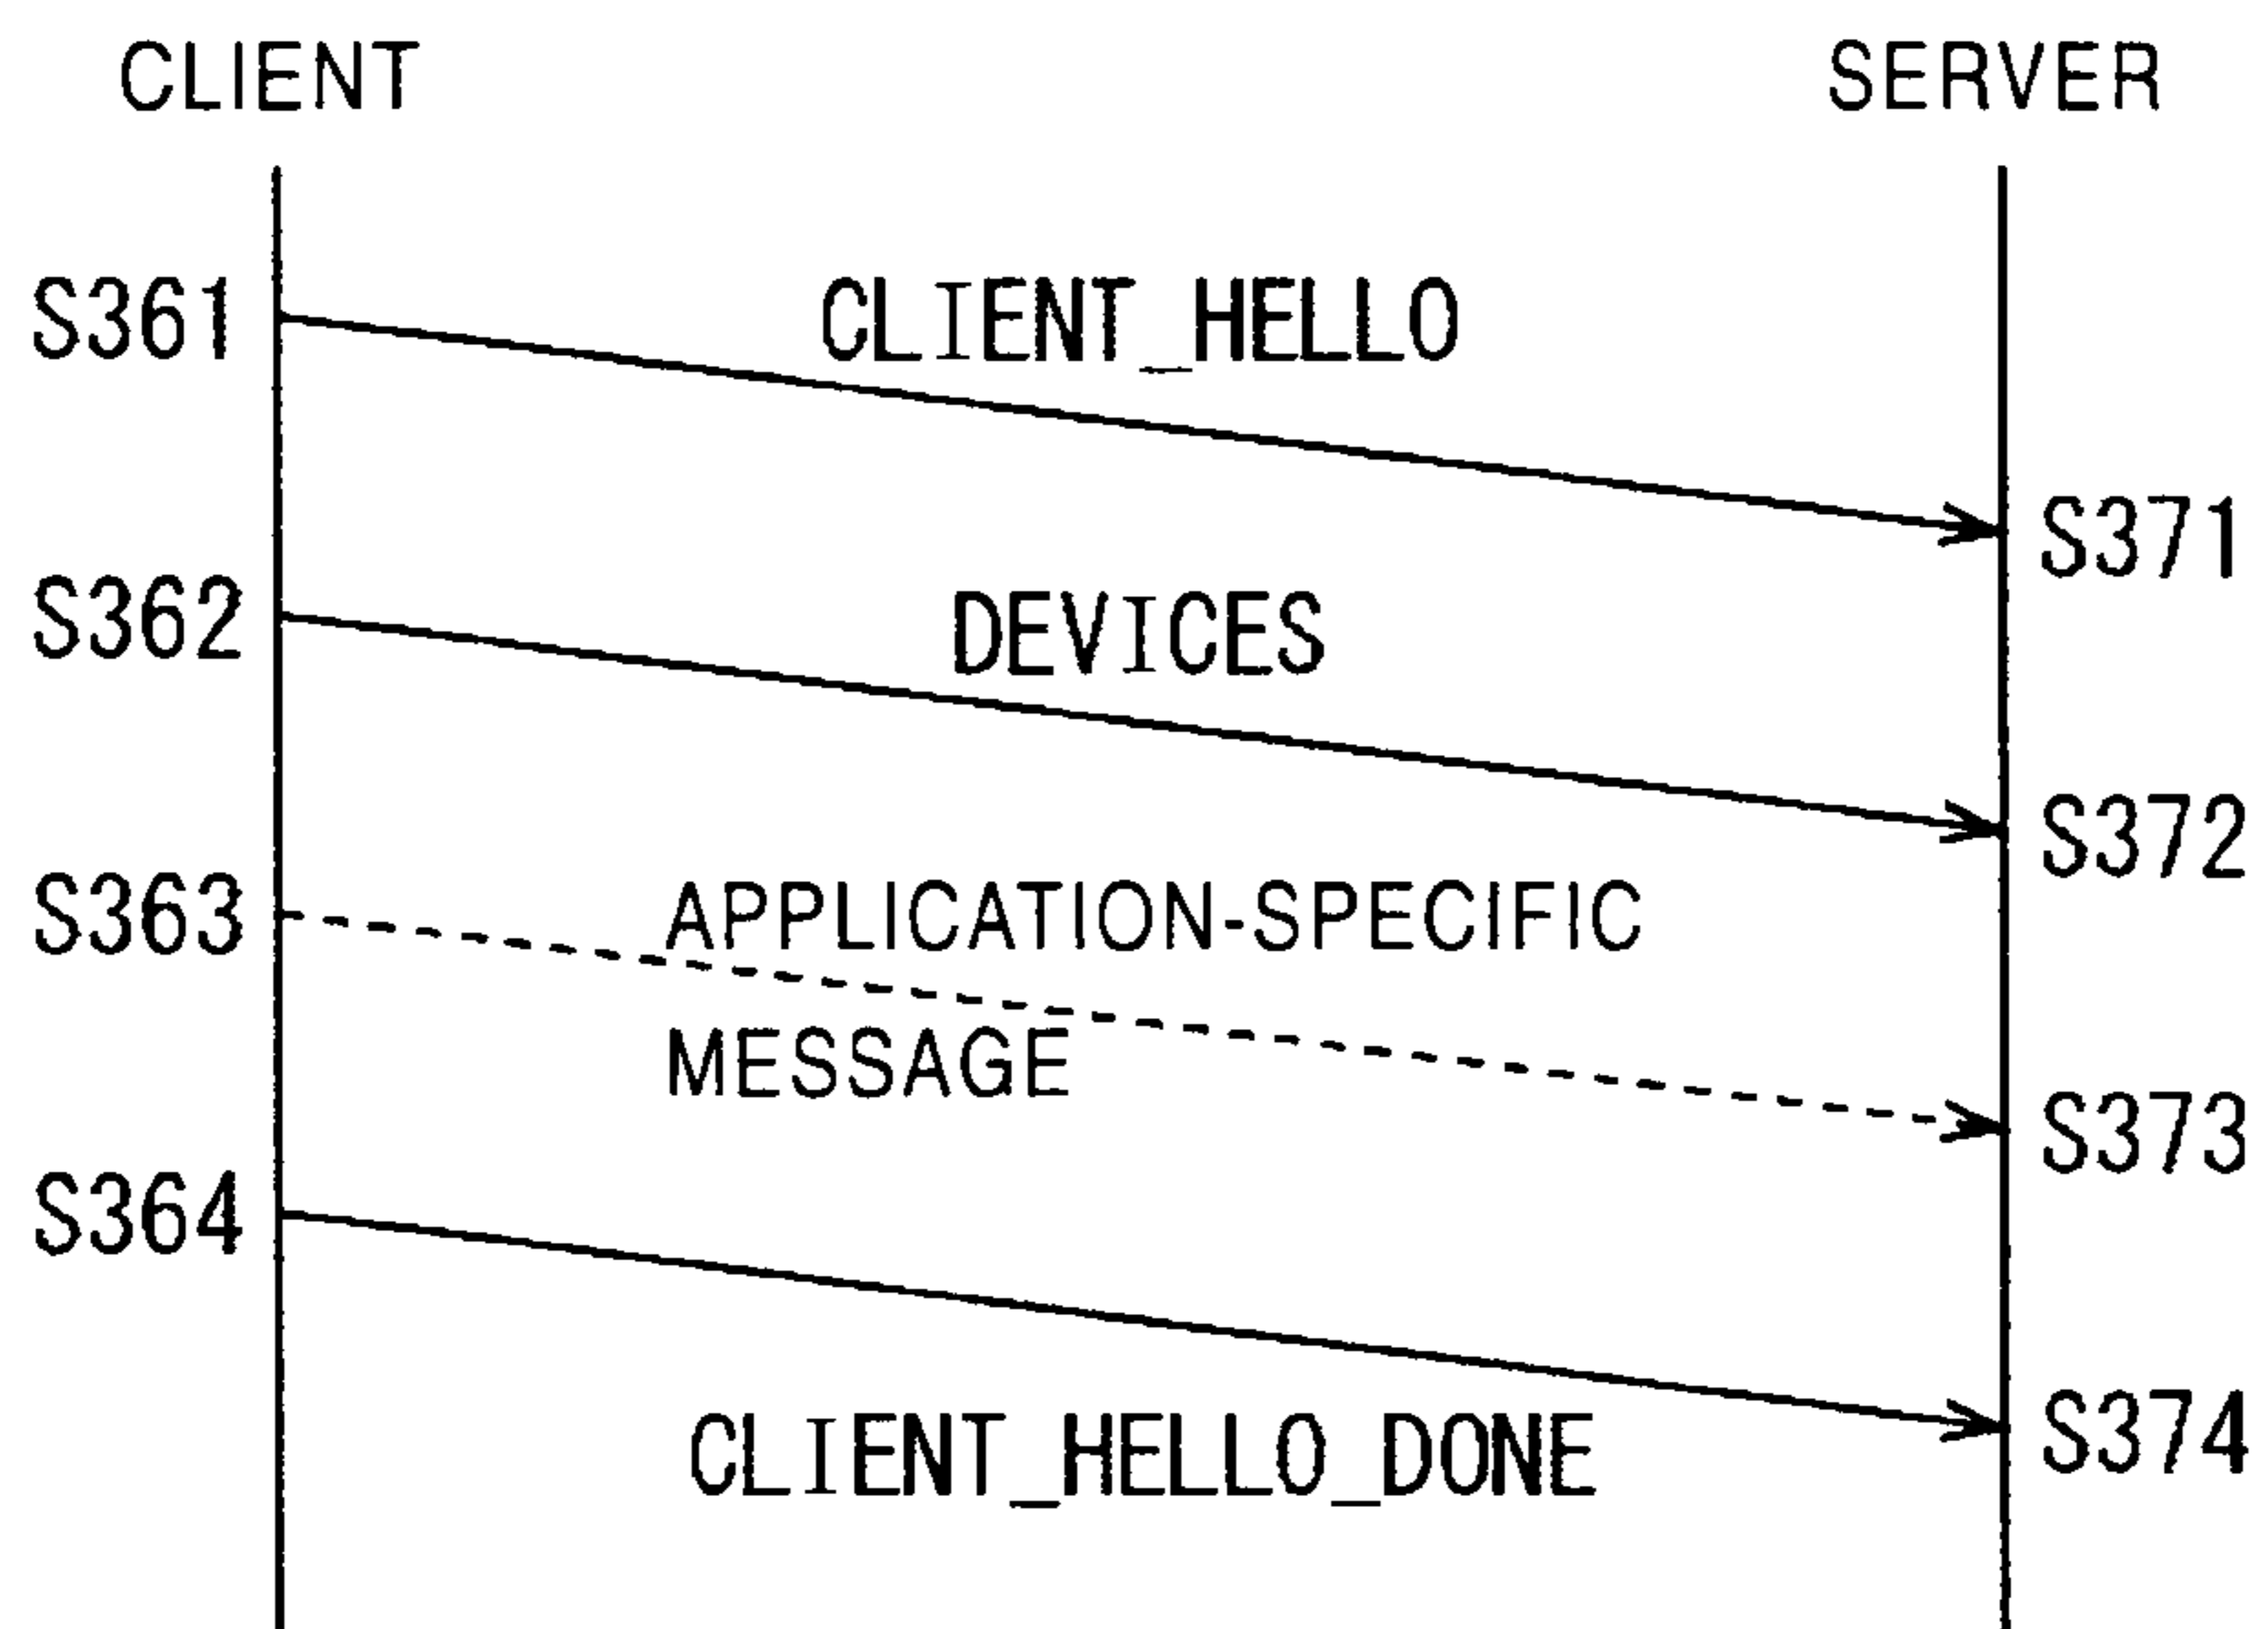 CLIENT
SERVER
S361
CLIENT_HELLO
S371
S362
DEVICES
S372
S363
APPLICATION-SPECIFIC
MESSAGE
S373
S364
CLIENT_HELLO_DONE
S374